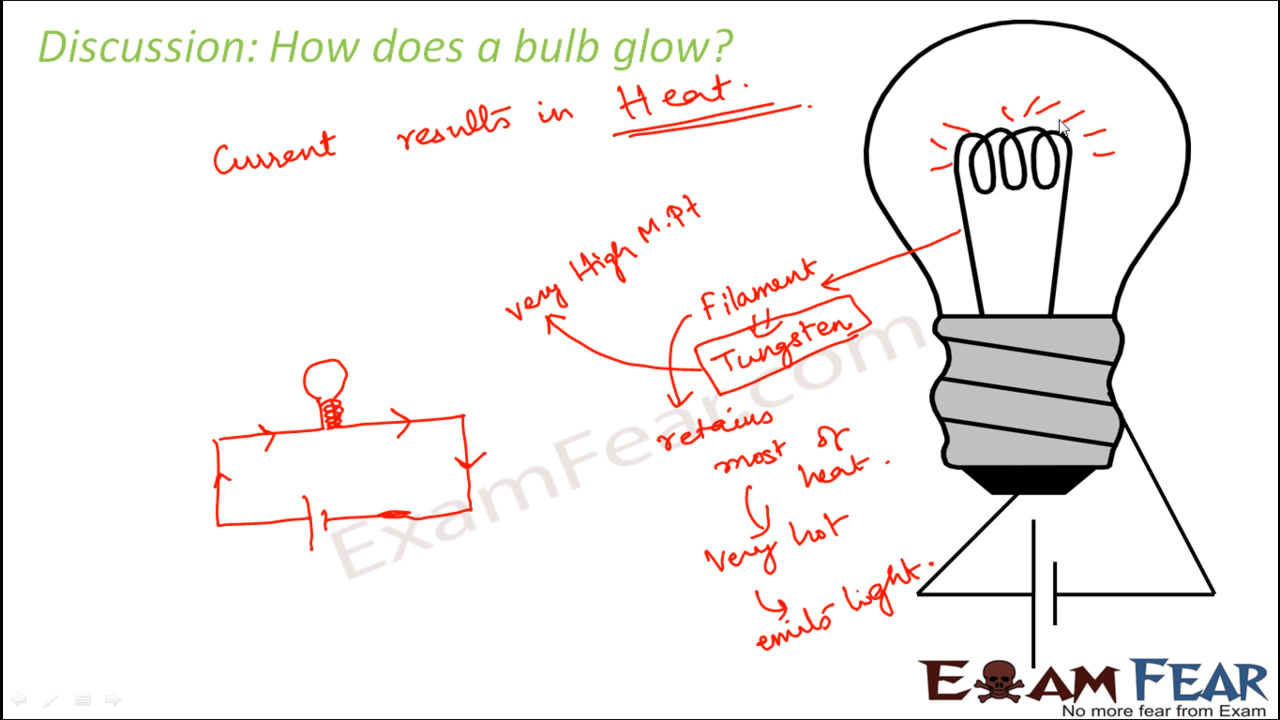 Discussion: How does a bulb glow?
Current results in Heat.
very High M.Pt
Filament
Tungsten
retains
most of
heat.
Very hot
emits light.
ExamFear.com
EXAM FEAR
No more fear from Exam